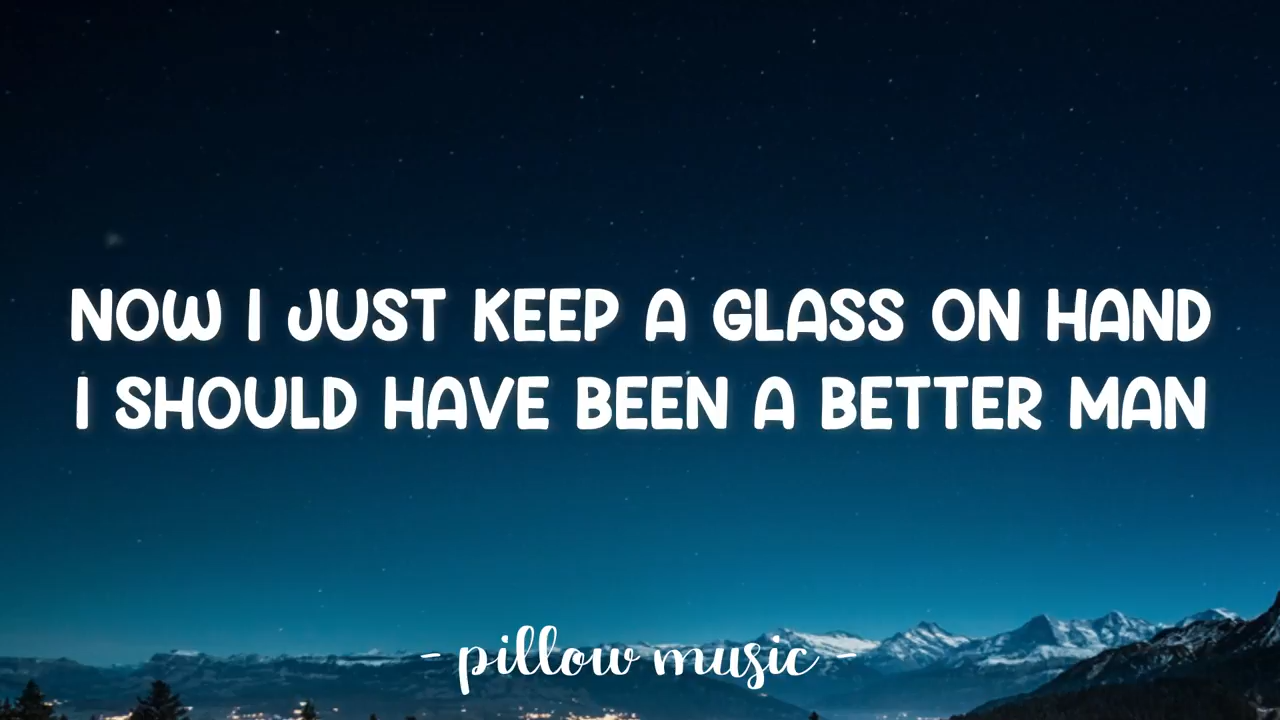 NOW I JUST KEEP A GLASS ON HAND
I SHOULD HAVE BEEN A BETTER MAN
- pillow music -